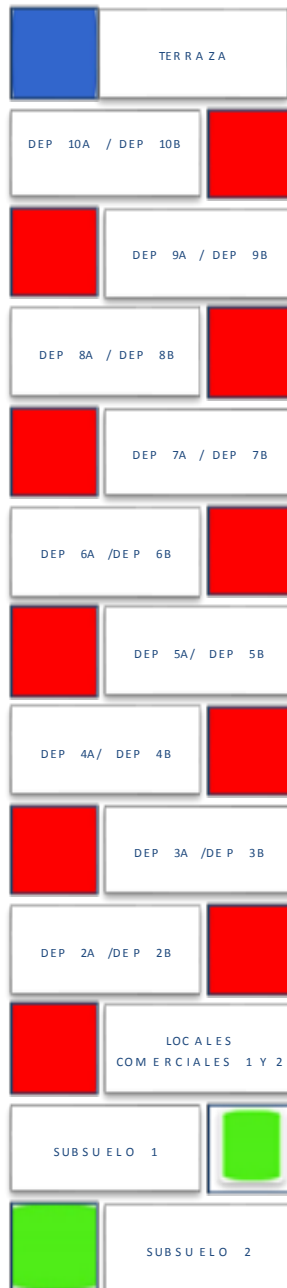 TERRAZA
DEP 10A / DEP 10B
DEP 9A / DEP 9B
DEP 8A / DEP 8B
DEP 7A / DEP 7B
DEP 6A /DEP 6B
DEP 5A/ DEP 5B
DEP 4A/ DEP 4B
DEP 3A /DEP 3B
DEP 2A /DEP 2B
LOCALES
COMERCIALES 1 Y 2
SUBSUELO 1
SUBSUELO 2